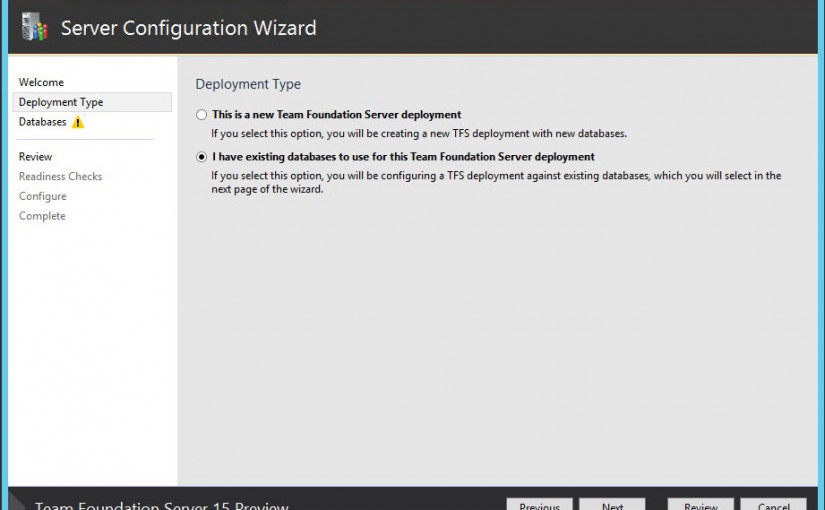 Server Configuration Wizard
Welcome
Deployment Type
Databases
Review
Readiness Checks
Configure
Complete
Deployment Type
This is a new Team Foundation Server deployment
If you select this option, you will be creating a new TFS deployment with new databases.
I have existing databases to use for this Team Foundation Server deployment
If you select this option, you will be configuring a TFS deployment against existing databases, which you will select in the
next page of the wizard.
Team Foundation Server 15 Preview
Previous
Next
Review
Cancel